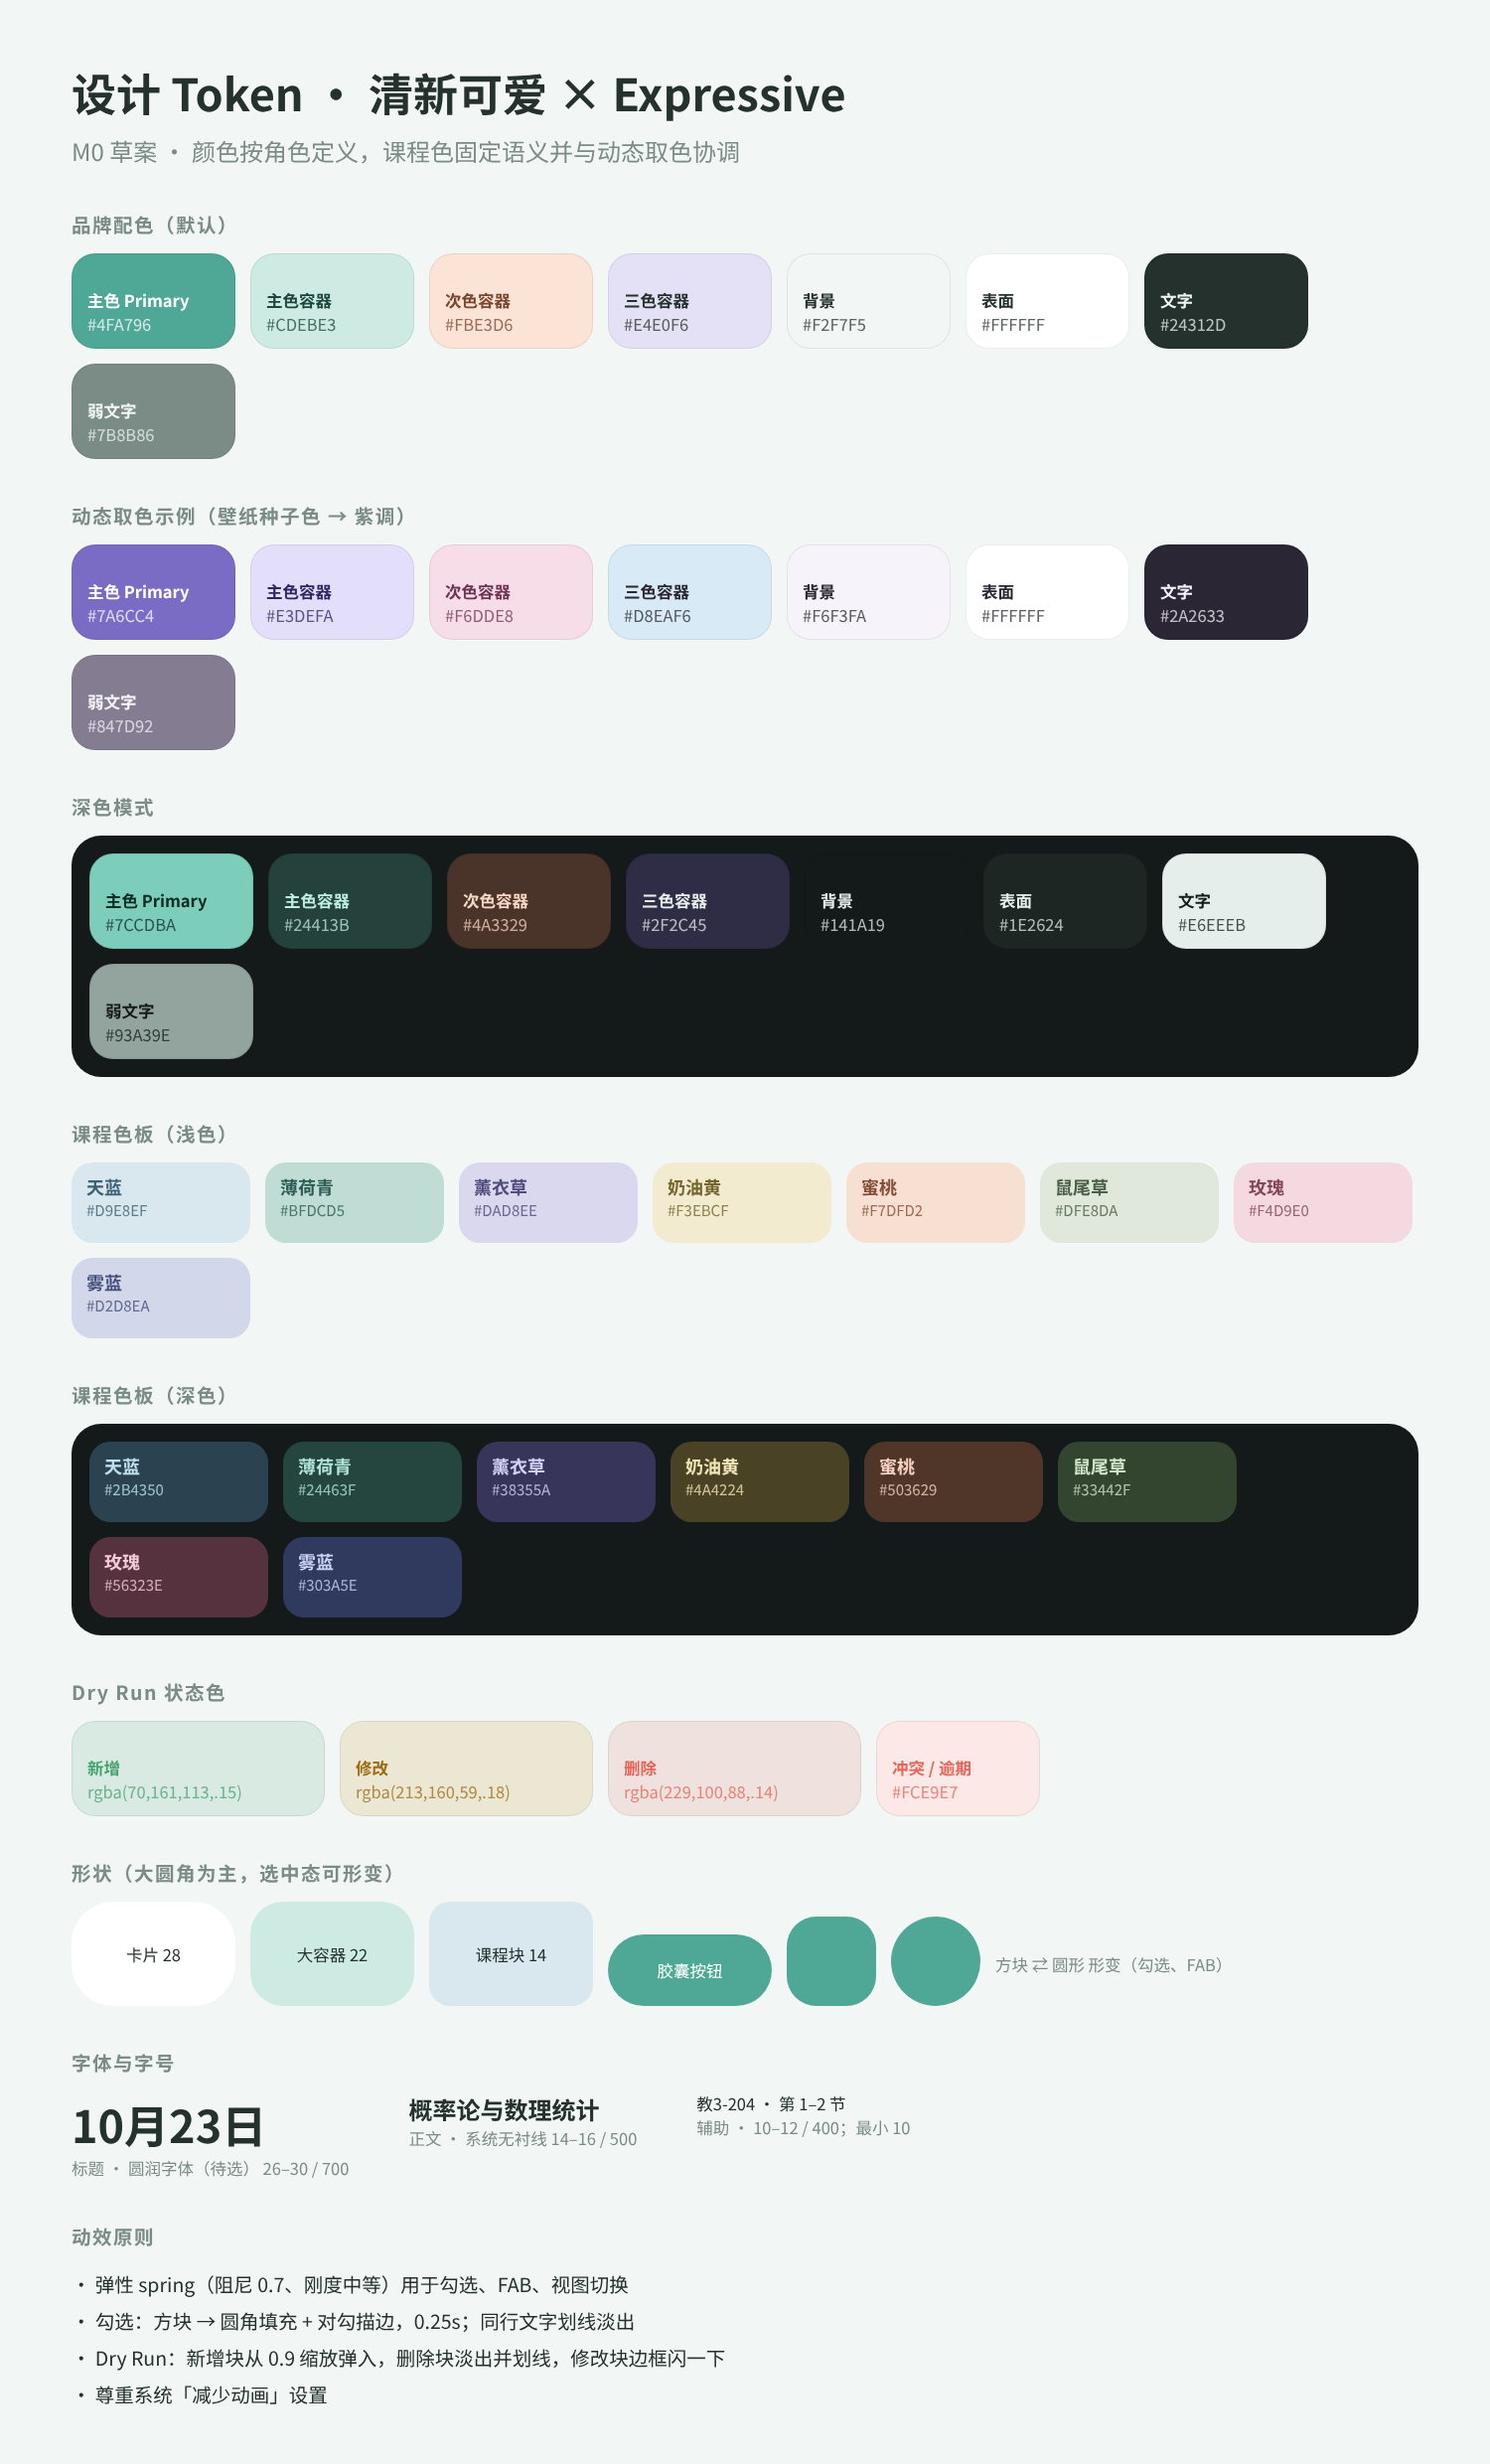 设计 Token · 清新可爱 × Expressive
M0 草案 · 颜色按角色定义，课程色固定语义并与动态取色协调
品牌配色（默认）
主色 Primary
#4FA796
主色容器
#CDEBE3
次色容器
#FBE3D6
三色容器
#E4E0F6
背景
#F2F7F5
表面
#FFFFFF
文字
#24312D
弱文字
#7B8B86
动态取色示例（壁纸种子色 → 紫调）
主色 Primary
#7A6CC4
主色容器
#E3DEFA
次色容器
#F6DDE8
三色容器
#D8EAF6
背景
#F6F3FA
表面
#FFFFFF
文字
#2A2633
弱文字
#847D92
深色模式
主色 Primary
#7CCDBA
主色容器
#24413B
次色容器
#4A3329
三色容器
#2F2C45
背景
#141A19
表面
#1E2624
文字
#E6EEEB
弱文字
#93A39E
课程色板（浅色）
天蓝
#D9E8EF
薄荷青
#BFDCD5
薰衣草
#DAD8EE
奶油黄
#F3EBCF
蜜桃
#F7DFD2
鼠尾草
#DFE8DA
玫瑰
#F4D9E0
雾蓝
#D2D8EA
课程色板（深色）
天蓝
#2B4350
薄荷青
#24463F
薰衣草
#38355A
奶油黄
#4A4224
蜜桃
#503629
鼠尾草
#33442F
玫瑰
#56323E
雾蓝
#303A5E
Dry Run 状态色
新增
rgba(70,161,113,.15)
修改
rgba(213,160,59,.18)
删除
rgba(229,100,88,.14)
冲突 / 逾期
#FCE9E7
形状（大圆角为主，选中态可形变）
卡片 28
大容器 22
课程块 14
胶囊按钮
方块 ⇄ 圆形 形变（勾选、FAB）
字体与字号
10月23日
标题 · 圆润字体（待选） 26–30 / 700
概率论与数理统计
正文 · 系统无衬线 14–16 / 500
教3-204 · 第 1–2 节
辅助 · 10–12 / 400；最小 10
动效原则
· 弹性 spring（阻尼 0.7、刚度中等）用于勾选、FAB、视图切换
· 勾选：方块 → 圆角填充 + 对勾描边，0.25s；同行文字划线淡出
· Dry Run：新增块从 0.9 缩放弹入，删除块淡出并划线，修改块边框闪一下
· 尊重系统「减少动画」设置